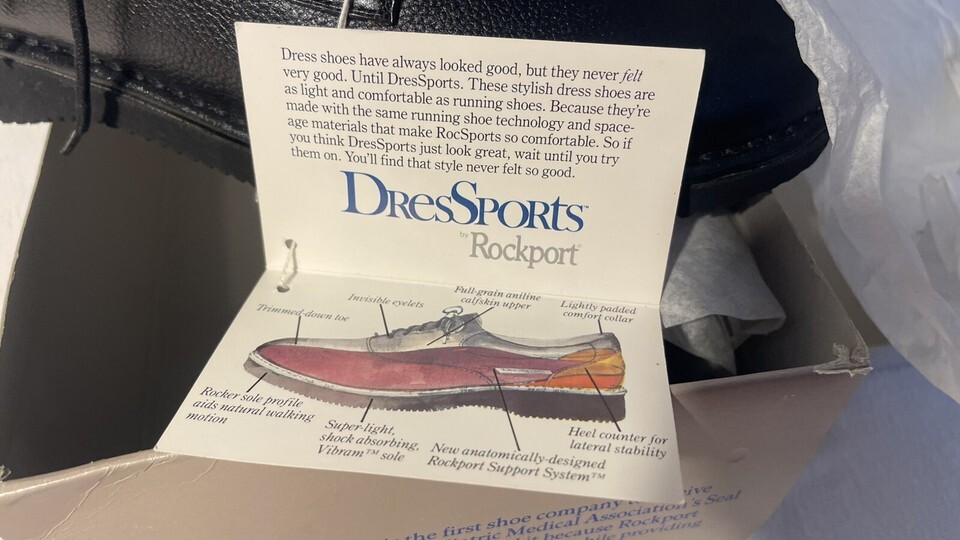 Dress shoes have always looked good, but they never felt
very good. Until DresSports. These stylish dress shoes are
as light and comfortable as running shoes. Because they're
made with the same running shoe technology and space-
age materials that make RocSports so comfortable. So if
you think DresSports just look great, wait until you try
them on. You'll find that style never felt so good.
DresSports™
by Rockport®
Trimmed-down toe
Invisible eyelets
Full-grain aniline
calfskin upper
Lightly padded
comfort collar
Rocker sole profile
aids natural walking
motion
Super-light,
shock absorbing,
Vibram™ sole
New anatomically-designed
Rockport Support System™
Heel counter for
lateral stability
the first shoe company
Medical Association's Seal
it because Rockport
while providing